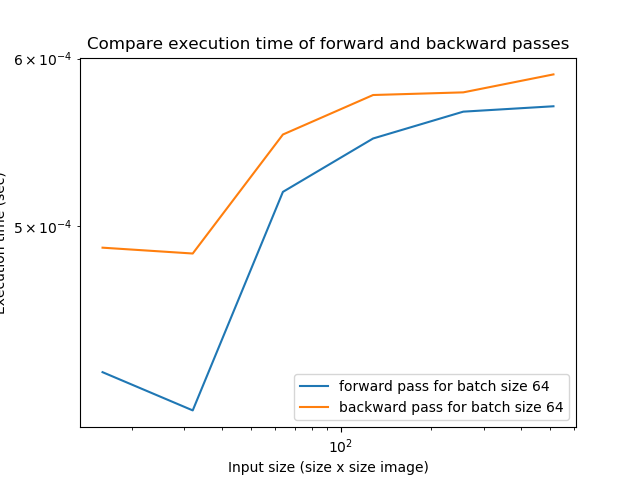 Compare execution time of forward and backward passes
6 × 10⁻⁴
5 × 10⁻⁴
Execution time (sec)
forward pass for batch size 64
backward pass for batch size 64
10²
Input size (size x size image)